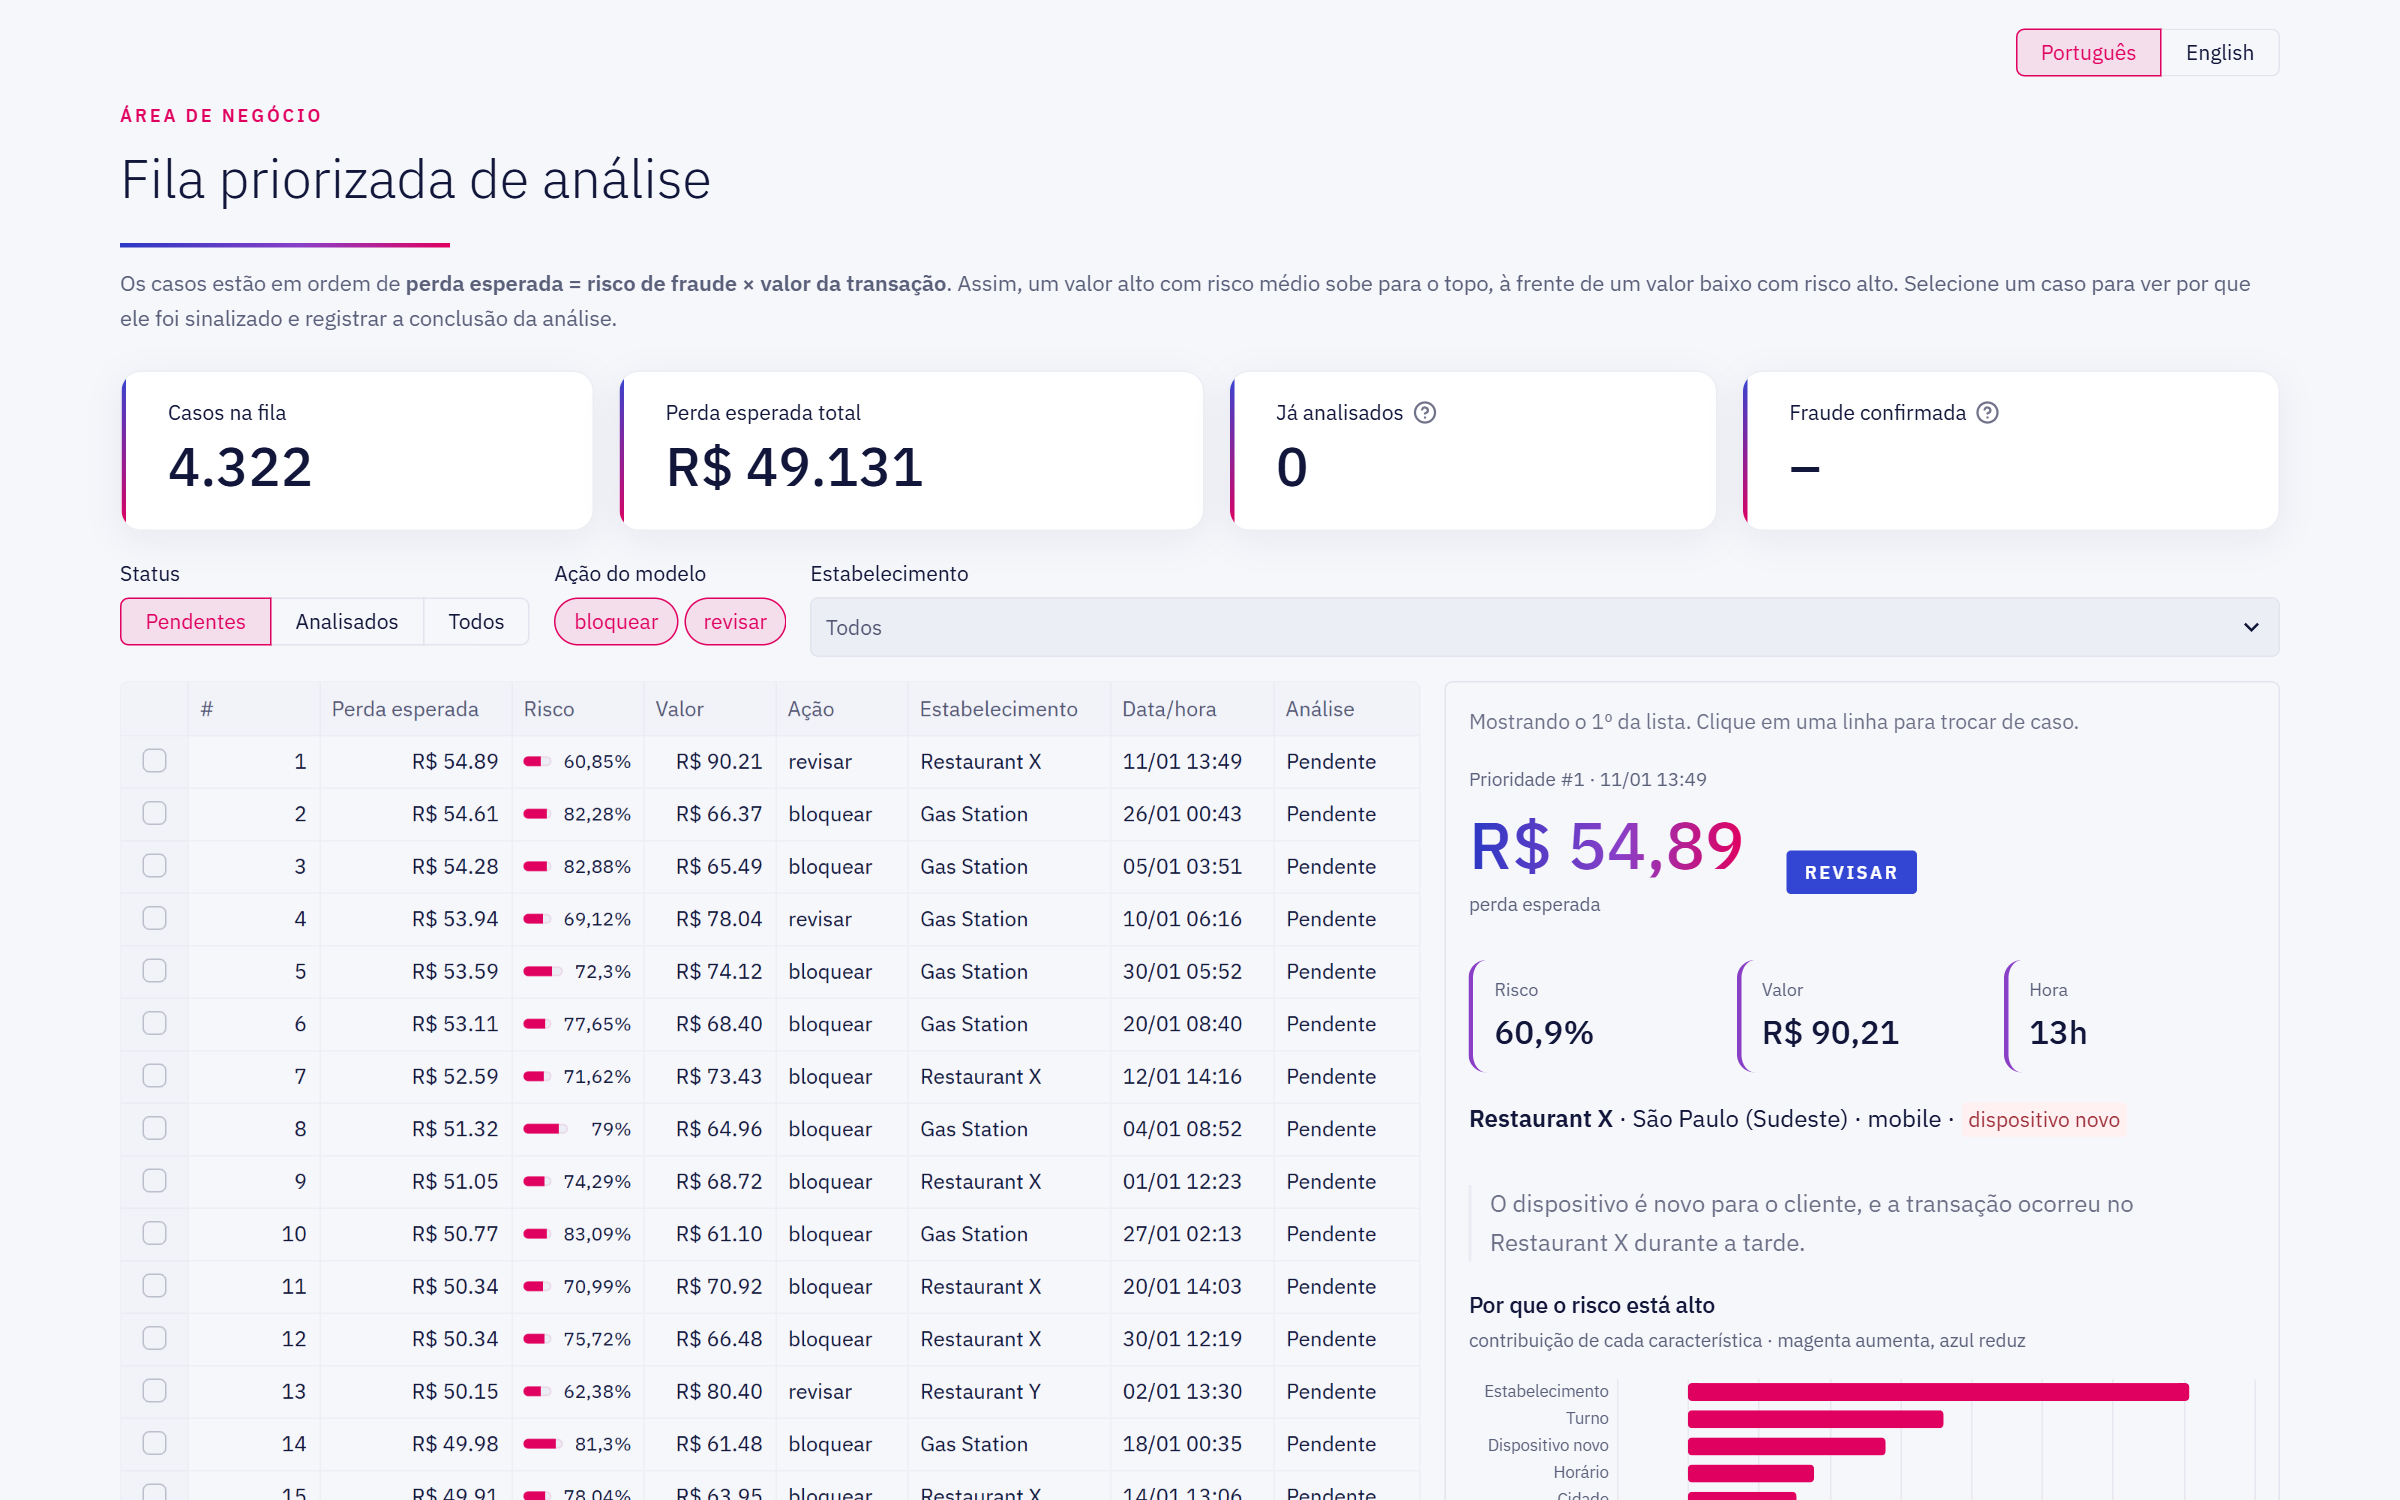 Português English
ÁREA DE NEGÓCIO
Fila priorizada de análise
Os casos estão em ordem de perda esperada = risco de fraude × valor da transação. Assim, um valor alto com risco médio sobe para o topo, à frente de um valor baixo com risco alto. Selecione um caso para ver por que
ele foi sinalizado e registrar a conclusão da análise.
Casos na fila
4.322
Perda esperada total
R$ 49.131
Já analisados ?
0
Fraude confirmada ?
–
Status
Pendentes Analisados Todos
Ação do modelo
bloquear revisar
Estabelecimento
Todos
# Perda esperada Risco Valor Ação Estabelecimento Data/hora Análise
1 R$ 54.89 60,85% R$ 90.21 revisar Restaurant X 11/01 13:49 Pendente
2 R$ 54.61 82,28% R$ 66.37 bloquear Gas Station 26/01 00:43 Pendente
3 R$ 54.28 82,88% R$ 65.49 bloquear Gas Station 05/01 03:51 Pendente
4 R$ 53.94 69,12% R$ 78.04 revisar Gas Station 10/01 06:16 Pendente
5 R$ 53.59 72,3% R$ 74.12 bloquear Gas Station 30/01 05:52 Pendente
6 R$ 53.11 77,65% R$ 68.40 bloquear Gas Station 20/01 08:40 Pendente
7 R$ 52.59 71,62% R$ 73.43 bloquear Restaurant X 12/01 14:16 Pendente
8 R$ 51.32 79% R$ 64.96 bloquear Gas Station 04/01 08:52 Pendente
9 R$ 51.05 74,29% R$ 68.72 bloquear Restaurant X 01/01 12:23 Pendente
10 R$ 50.77 83,09% R$ 61.10 bloquear Gas Station 27/01 02:13 Pendente
11 R$ 50.34 70,99% R$ 70.92 bloquear Restaurant X 20/01 14:03 Pendente
12 R$ 50.34 75,72% R$ 66.48 bloquear Restaurant X 30/01 12:19 Pendente
13 R$ 50.15 62,38% R$ 80.40 revisar Restaurant Y 02/01 13:30 Pendente
14 R$ 49.98 81,3% R$ 61.48 bloquear Gas Station 18/01 00:35 Pendente
15 R$ 49.91 78,04% R$ 63.95 bloquear Restaurant X 14/01 13:06 Pendente
Mostrando o 1º da lista. Clique em uma linha para trocar de caso.
Prioridade #1 · 11/01 13:49
R$ 54,89
REVISAR
perda esperada
Risco
60,9%
Valor
R$ 90,21
Hora
13h
Restaurant X · São Paulo (Sudeste) · mobile · dispositivo novo
O dispositivo é novo para o cliente, e a transação ocorreu no
Restaurant X durante a tarde.
Por que o risco está alto
contribuição de cada característica · magenta aumenta, azul reduz
Estabelecimento
Turno
Dispositivo novo
Horário
Cidade